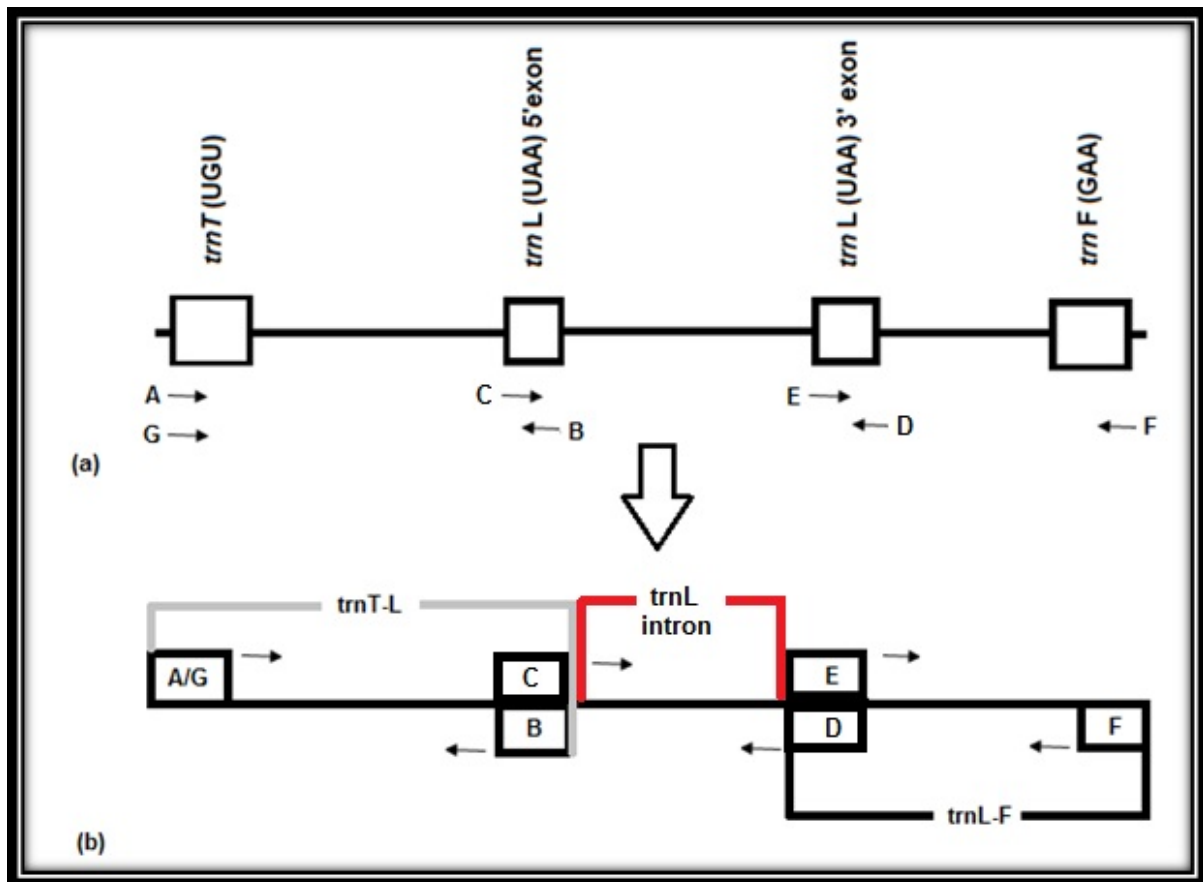 trnT (UGU)
trn L (UAA) 5'exon
trn L (UAA) 3' exon
trn F (GAA)
A
C
E
G
B
D
F
(a)
trnT-L
trnL
intron
A/G
C
E
B
D
F
trnL-F
(b)